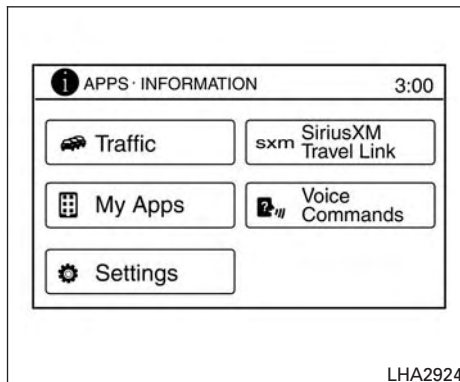 i APPS · INFORMATION 3:00
Traffic
sxm SiriusXM
Travel Link
My Apps
? Voice
Commands
Settings
LHA2924